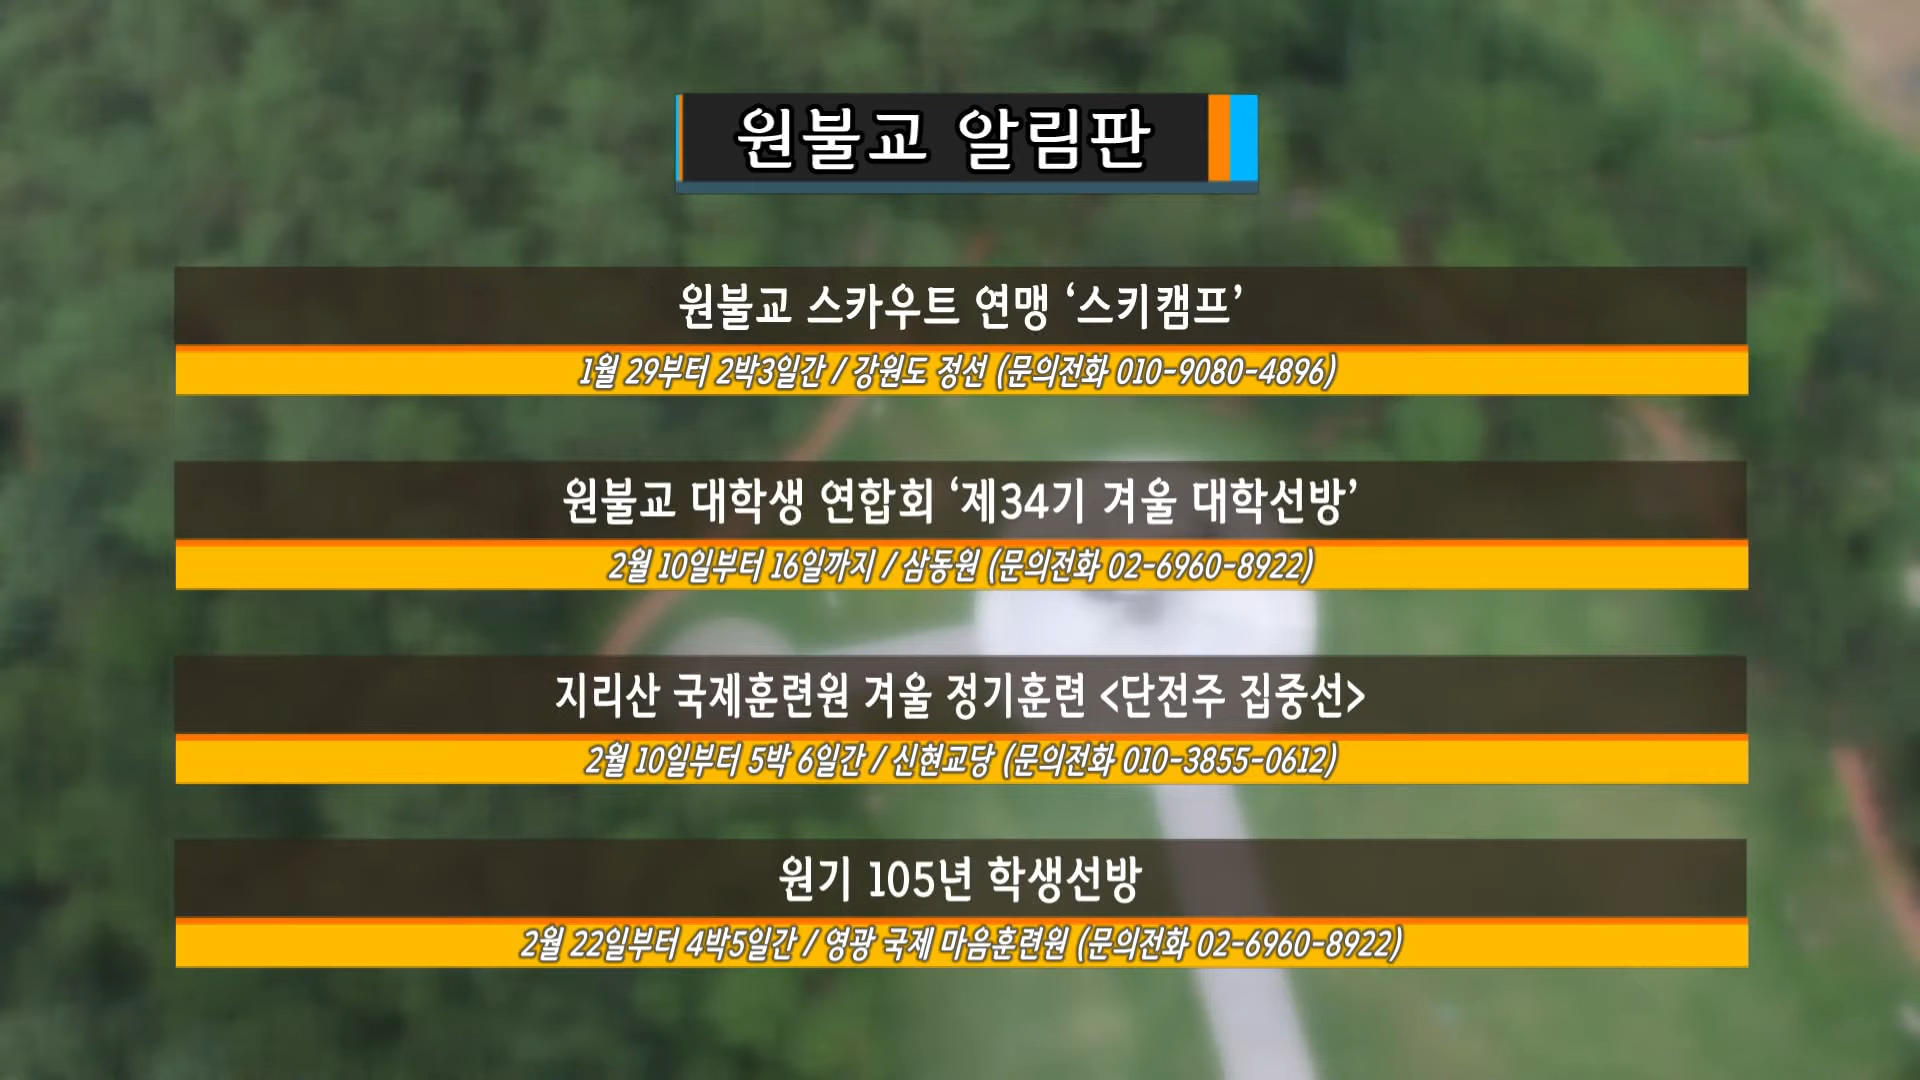 원불교 알림판
원불교 스카우트 연맹 ‘스키캠프’
1월 29부터 2박3일간 / 강원도 정선 (문의전화 010-9080-4896)
원불교 대학생 연합회 ‘제34기 겨울 대학선방’
2월 10일부터 16일까지 / 삼동원 (문의전화 02-6960-8922)
지리산 국제훈련원 겨울 정기훈련 <단전주 집중선>
2월 10일부터 5박 6일간 / 신현교당 (문의전화 010-3855-0612)
원기 105년 학생선방
2월 22일부터 4박5일간 / 영광 국제 마음훈련원 (문의전화 02-6960-8922)